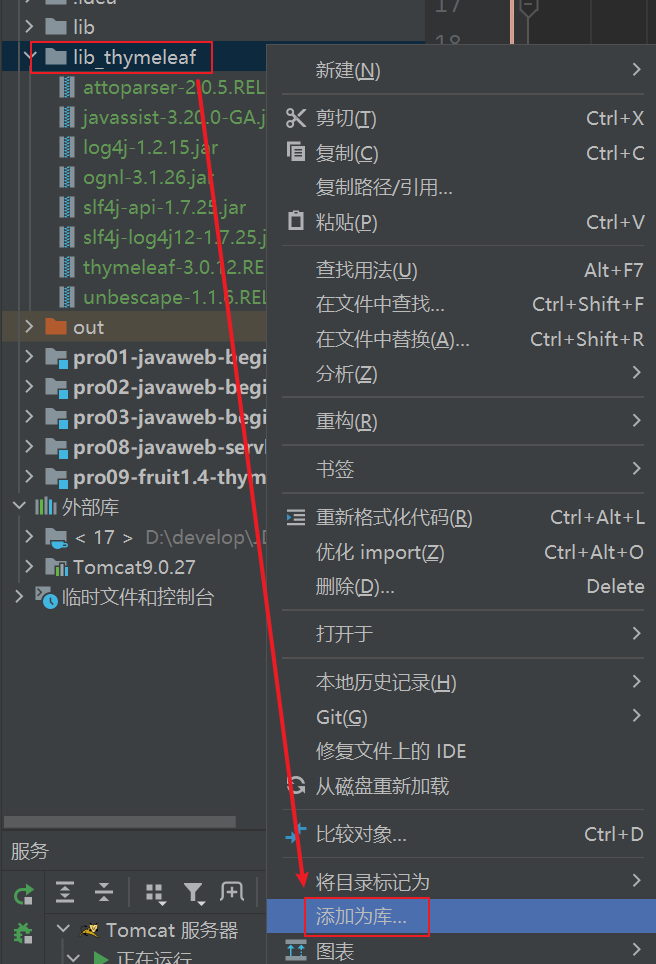 .idea
lib
lib_thymeleaf
attoparser-2.0.5.REL
javassist-3.20.0-GA.j
log4j-1.2.15.jar
ognl-3.1.26.jar
slf4j-api-1.7.25.jar
slf4j-log4j12-1.7.25.j
thymeleaf-3.0.12.RE
unbescape-1.1.6.REL
out
pro01-javaweb-begi
pro02-javaweb-begi
pro03-javaweb-begi
pro08-javaweb-serv
pro09-fruit1.4-thym
外部库
< 17 > D:\develop\JD
Tomcat9.0.27
临时文件和控制台
服务
Tomcat 服务器
正在运行
17
18
新建(N)
剪切(T) Ctrl+X
复制(C) Ctrl+C
复制路径/引用...
粘贴(P) Ctrl+V
查找用法(U) Alt+F7
在文件中查找... Ctrl+Shift+F
在文件中替换(A)... Ctrl+Shift+R
分析(Z)
重构(R)
书签
重新格式化代码(R) Ctrl+Alt+L
优化 import(Z) Ctrl+Alt+O
删除(D)... Delete
打开于
本地历史记录(H)
Git(G)
修复文件上的 IDE
从磁盘重新加载
比较对象... Ctrl+D
将目录标记为
添加为库...
图表